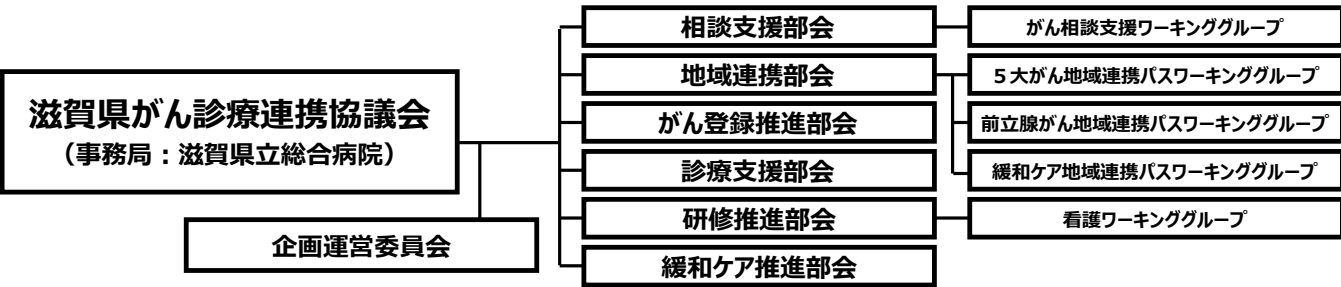 滋賀県がん診療連携協議会
（事務局：滋賀県立総合病院）
企画運営委員会
相談支援部会
地域連携部会
がん登録推進部会
診療支援部会
研修推進部会
緩和ケア推進部会
がん相談支援ワーキンググループ
５大がん地域連携パスワーキンググループ
前立腺がん地域連携パスワーキンググループ
緩和ケア地域連携パスワーキンググループ
看護ワーキンググループ